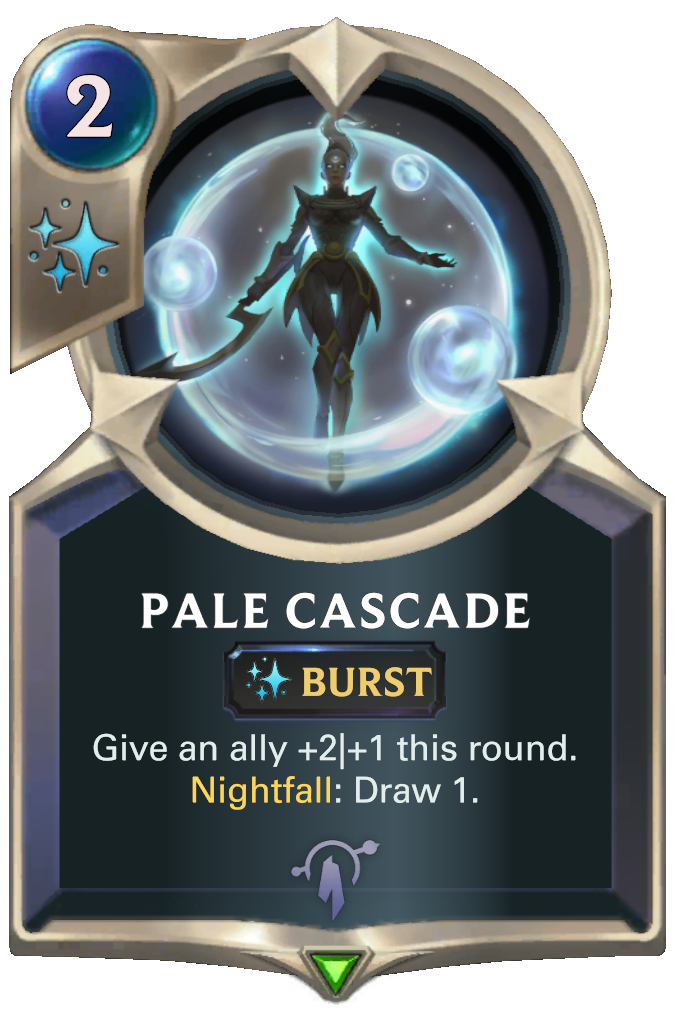 2
PALE CASCADE
BURST
Give an ally +2|+1 this round.
Nightfall: Draw 1.